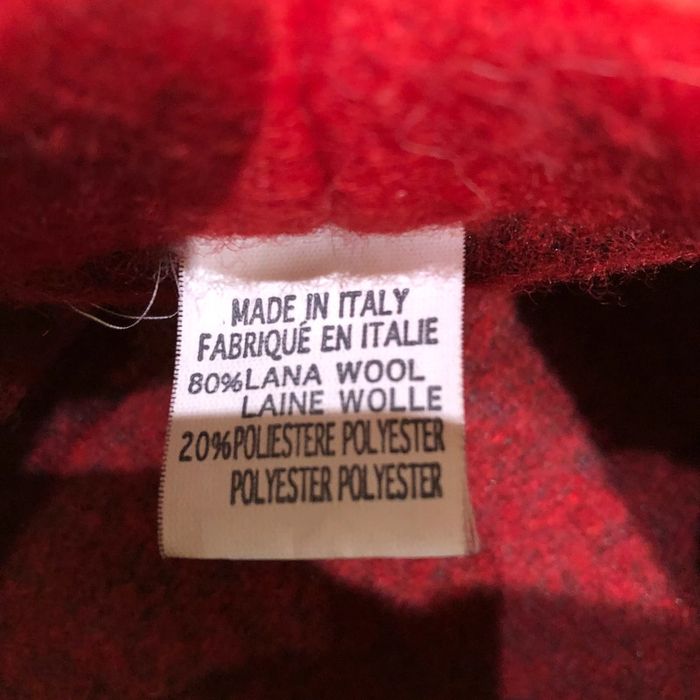 MADE IN ITALY
FABRIQUÉ EN ITALIE
80%LANA WOOL
LAINE WOLLE
20%POLIESTERE POLYESTER
POLYESTER POLYESTER